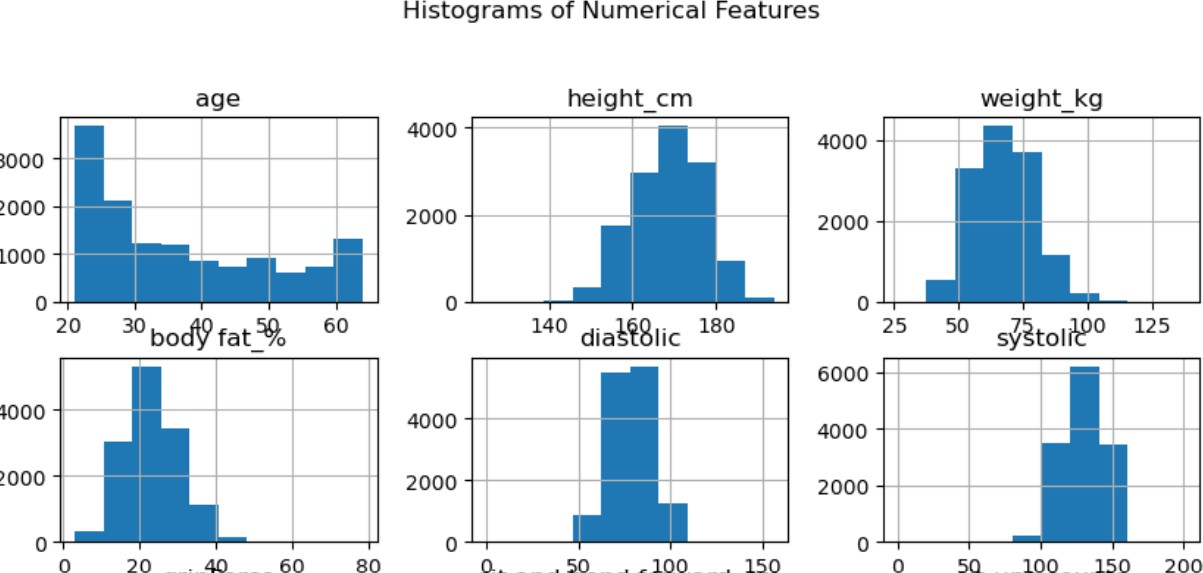 Histograms of Numerical Features
age height_cm weight_kg
4000 4000
3000
2000 2000 2000
1000
0 0 0
20 30 40 50 60 140 160 180 25 50 75 100 125
body fat_% diastolic systolic
6000
4000 4000 4000
2000 2000 2000
0 0 0
0 20 40 60 80 0 50 100 150 0 50 100 150 200